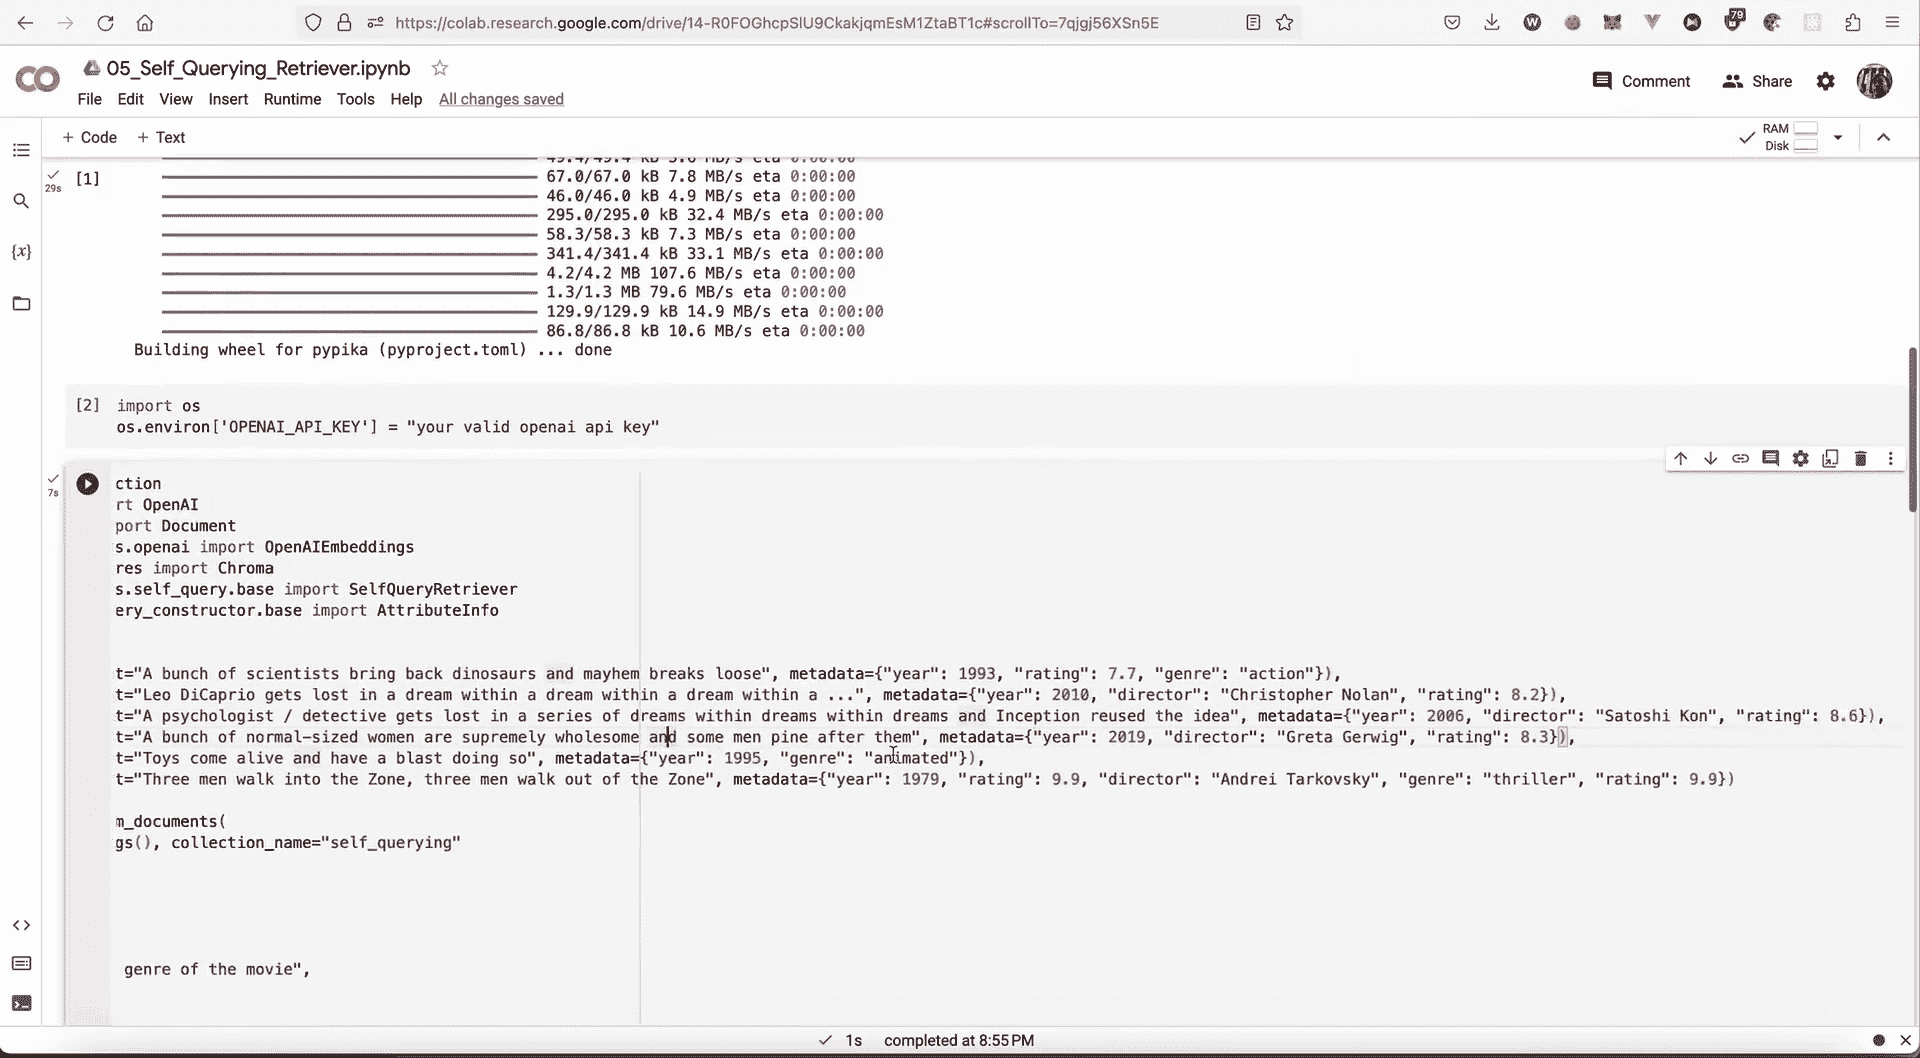 https://colab.research.google.com/drive/14-R0FOGhcpSlU9CkakjqmEsM1ZtaBT1c#scrollTo=7qjgj56XSn5E
79
05_Self_Querying_Retriever.ipynb
Comment
Share
File Edit View Insert Runtime Tools Help All changes saved
+ Code + Text
RAM
Disk
49.4/49.4 kB 5.6 MB/s eta 0:00:00
29s
[1]
67.0/67.0 kB 7.8 MB/s eta 0:00:00
46.0/46.0 kB 4.9 MB/s eta 0:00:00
295.0/295.0 kB 32.4 MB/s eta 0:00:00
58.3/58.3 kB 7.3 MB/s eta 0:00:00
341.4/341.4 kB 33.1 MB/s eta 0:00:00
4.2/4.2 MB 107.6 MB/s eta 0:00:00
1.3/1.3 MB 79.6 MB/s eta 0:00:00
129.9/129.9 kB 14.9 MB/s eta 0:00:00
86.8/86.8 kB 10.6 MB/s eta 0:00:00
Building wheel for pypika (pyproject.toml) ... done
[2] import os
os.environ['OPENAI_API_KEY'] = "your valid openai api key"
7s
ction
rt OpenAI
port Document
s.openai import OpenAIEmbeddings
res import Chroma
s.self_query.base import SelfQueryRetriever
ery_constructor.base import AttributeInfo
t="A bunch of scientists bring back dinosaurs and mayhem breaks loose", metadata={"year": 1993, "rating": 7.7, "genre": "action"}),
t="Leo DiCaprio gets lost in a dream within a dream within a dream within a ...", metadata={"year": 2010, "director": "Christopher Nolan", "rating": 8.2}),
t="A psychologist / detective gets lost in a series of dreams within dreams within dreams and Inception reused the idea", metadata={"year": 2006, "director": "Satoshi Kon", "rating": 8.6}),
t="A bunch of normal-sized women are supremely wholesome and some men pine after them", metadata={"year": 2019, "director": "Greta Gerwig", "rating": 8.3}),
t="Toys come alive and have a blast doing so", metadata={"year": 1995, "genre": "animated"}),
t="Three men walk into the Zone, three men walk out of the Zone", metadata={"year": 1979, "rating": 9.9, "director": "Andrei Tarkovsky", "genre": "thriller", "rating": 9.9})
m_documents(
gs(), collection_name="self_querying"
genre of the movie",
1s completed at 8:55 PM